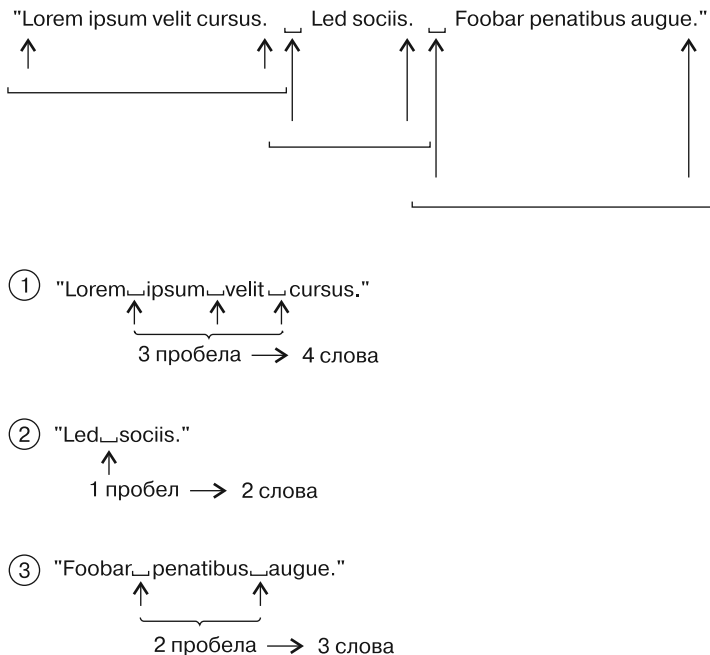 "Lorem ipsum velit cursus.␣ Led sociis.␣ Foobar penatibus augue."
1 "Lorem␣ipsum␣velit␣cursus."
3 пробела → 4 слова
2 "Led␣sociis."
1 пробел → 2 слова
3 "Foobar␣penatibus␣augue."
2 пробела → 3 слова